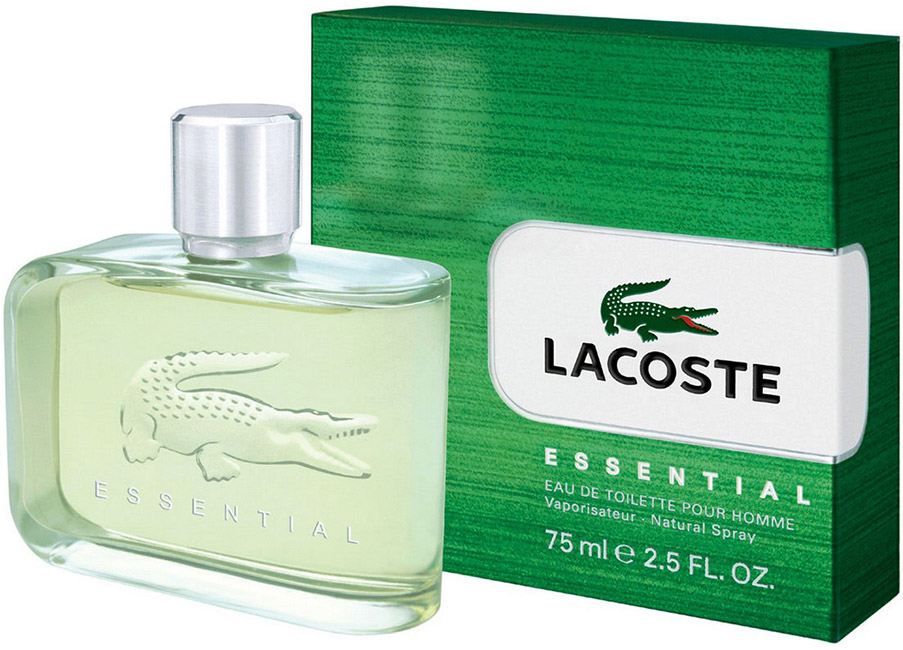 ESSENTIAL
LACOSTE
ESSENTIAL
EAU DE TOILETTE POUR HOMME
Vaporisateur · Natural Spray
75 ml ℮ 2.5 FL. OZ.